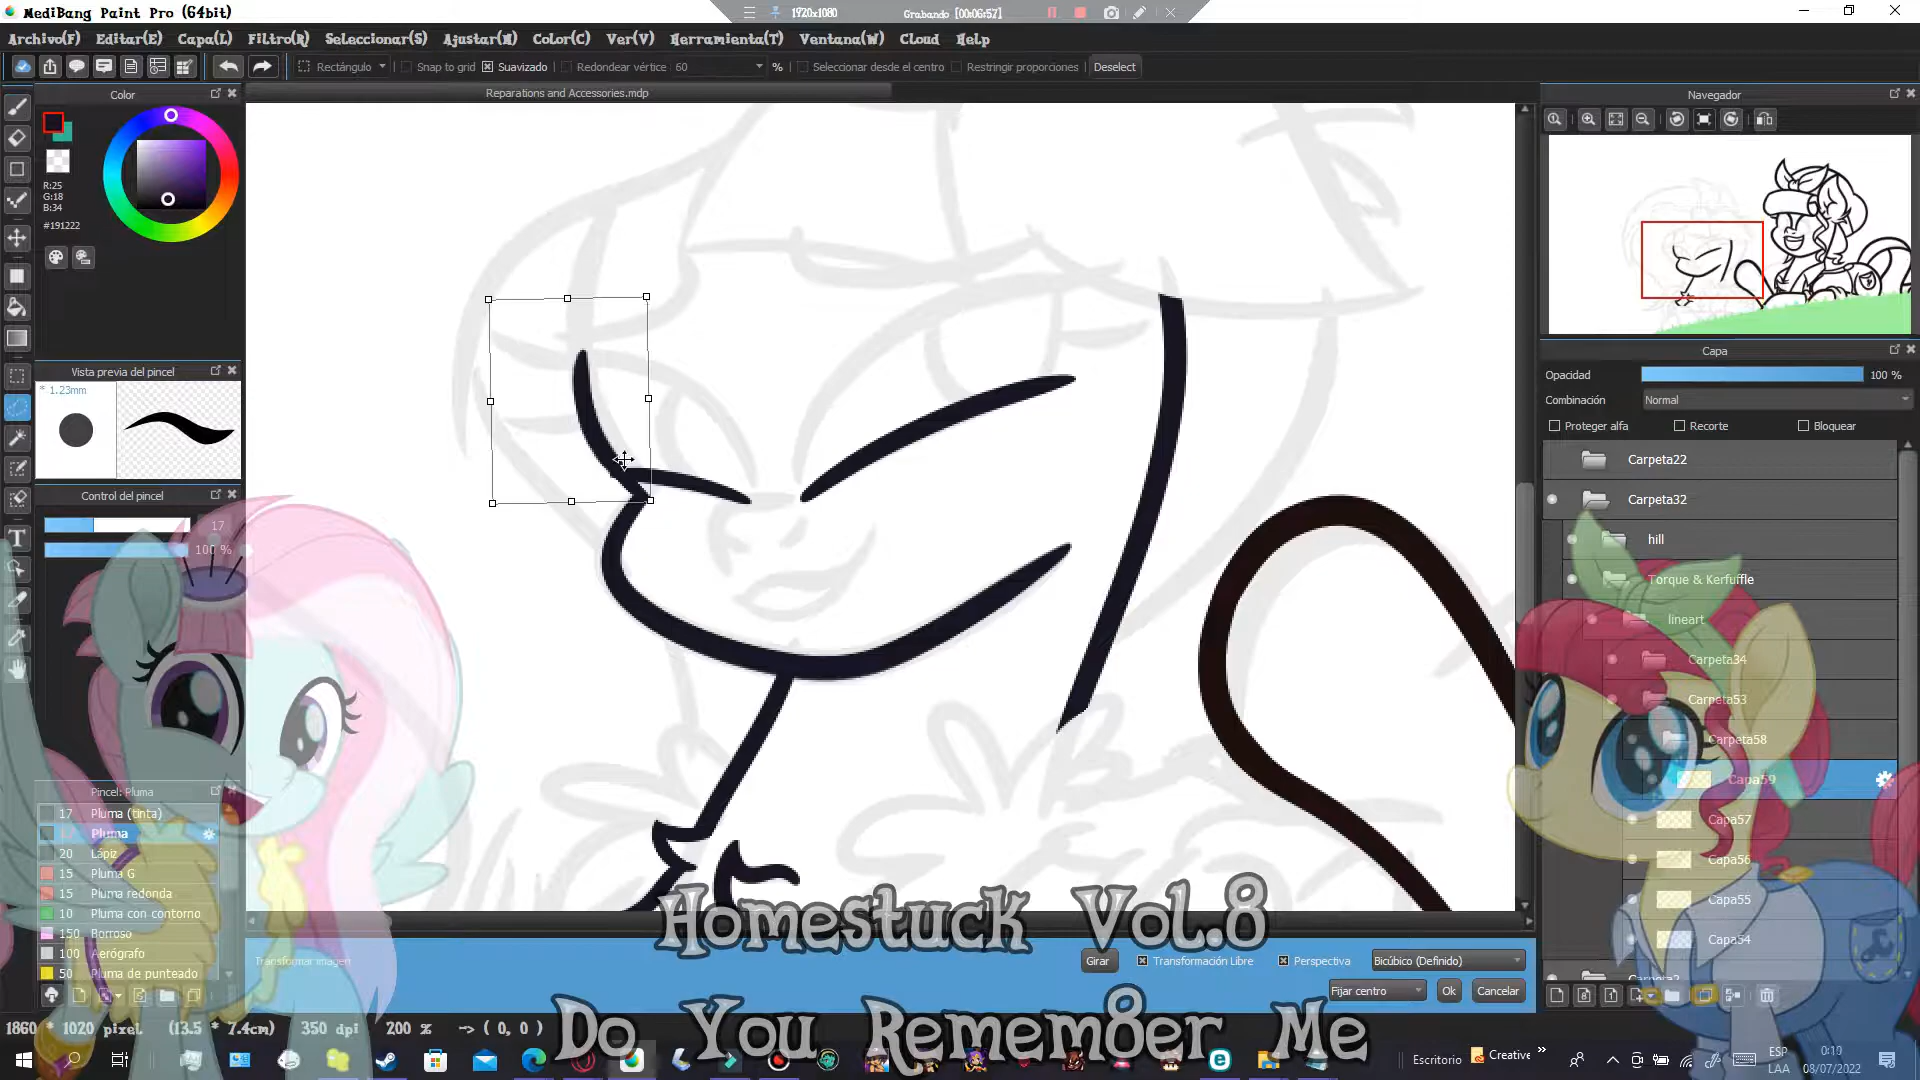 MediBang Paint Pro (64bit)
1920x1080
Grabando [00:06:57]
Archivo(F) Editar(E) Capa(L) Filtro(R) Seleccionar(S) Ajustar(N) Color(C) Ver(V) Herramienta(T) Ventana(W) Cloud Help
Rectángulo Snap to grid Suavizado Redondear vértice 60 % Seleccionar desde el centro Restringir proporciones Deselect
Color
Reparations and Accessories.mdp
Navegador
R:25
G:18
B:34
#191222
Capa
Opacidad 100 %
Combinación Normal
Proteger alfa Recorte Bloquear
Vista previa del pincel
* 1.23mm
Carpeta22
Carpeta32
hill
Torque & Kerfuffle
lineart
Carpeta34
Carpeta53
Carpeta58
Capa59
Capa57
Capa56
Capa55
Capa54
Carpeta2
Control del pincel
17
100 %
Pincel: Pluma
17 Pluma (tinta)
Pluma
20 Lápiz
15 Pluma G
15 Pluma redonda
10 Pluma con contorno
150 Borroso
100 Aerógrafo
50 Pluma de punteado
Homestuck Vol.8
Transformar imagen
Girar Transformación Libre Perspectiva Bicúbico (Definido)
Fijar centro Ok Cancelar
Do You Remem8er Me
1860 * 1020 pixel (13.5 * 7.4cm) 350 dpi 200 % -> ( 0, 0 )
Escritorio Creative
ESP
LAA
0:10
08/07/2022